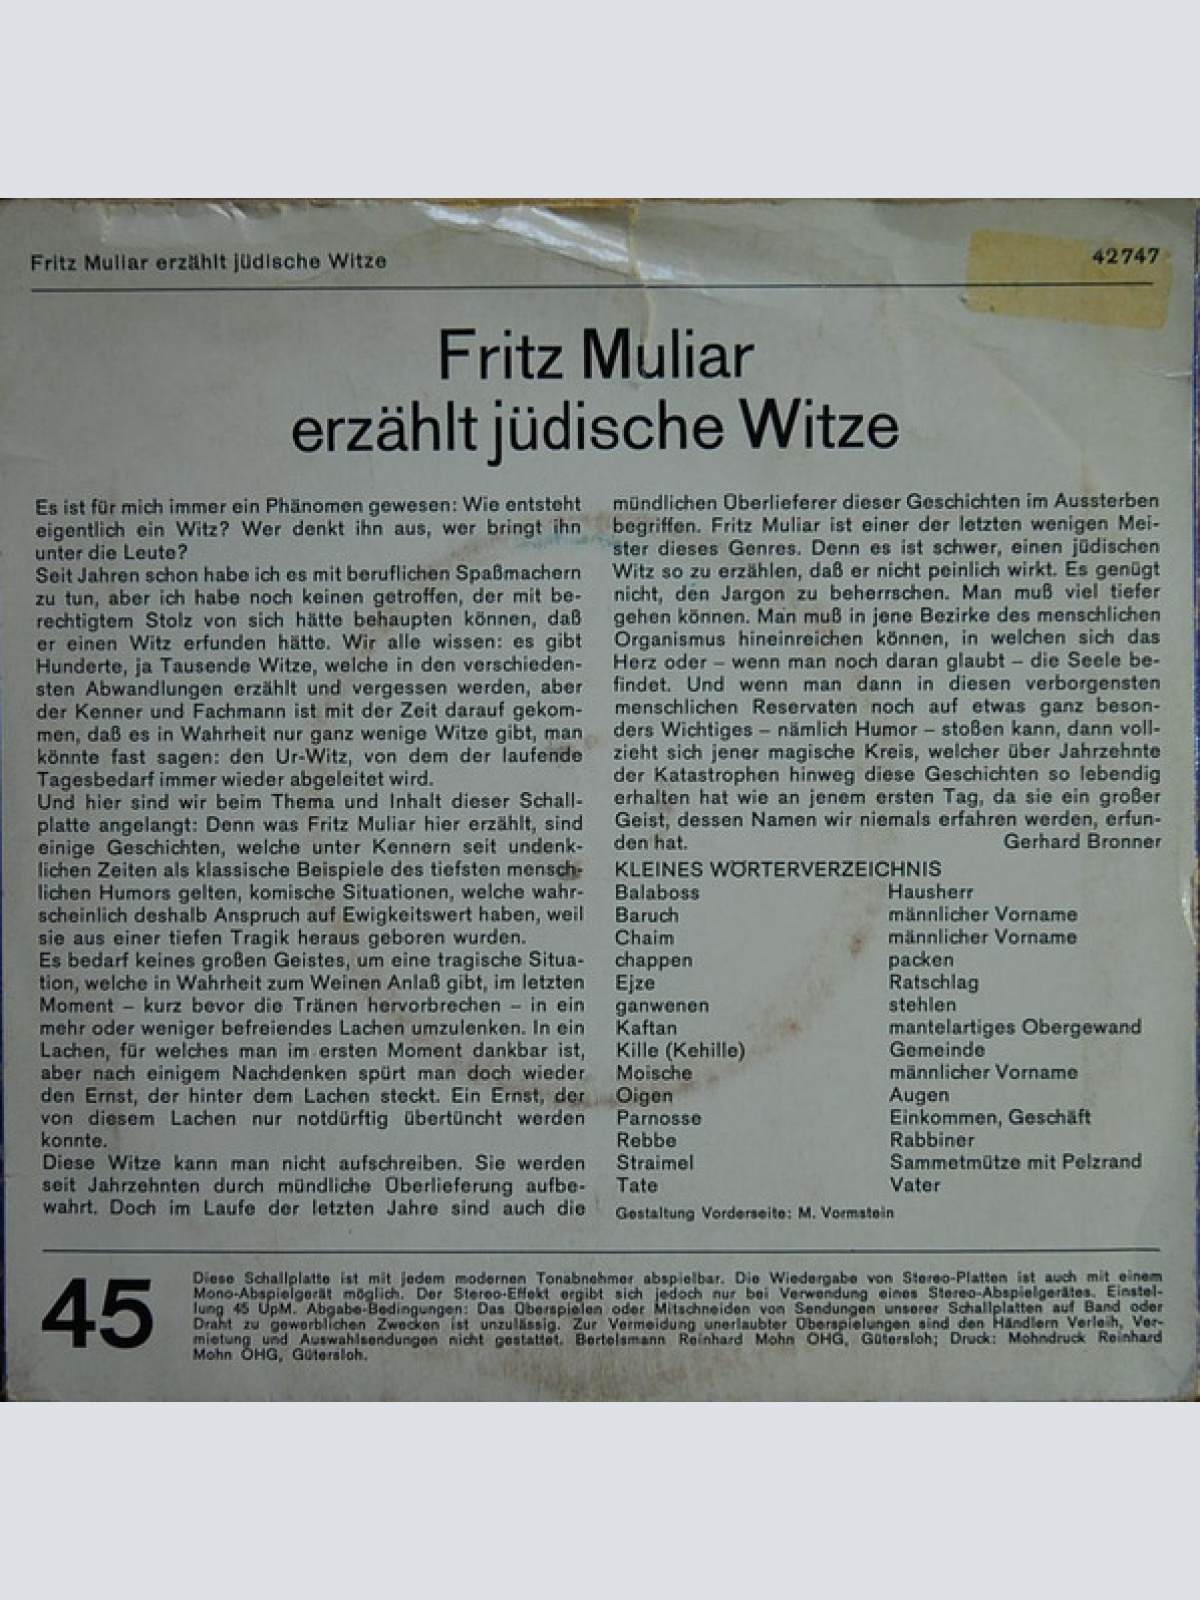 Fritz Muliar erzählt jüdische Witze
42747
Fritz Muliar
erzählt jüdische Witze
Es ist für mich immer ein Phänomen gewesen: Wie entsteht
eigentlich ein Witz? Wer denkt ihn aus, wer bringt ihn
unter die Leute?
Seit Jahren schon habe ich es mit beruflichen Spaßmachern
zu tun, aber ich habe noch keinen getroffen, der mit be-
rechtigtem Stolz von sich hätte behaupten können, daß
er einen Witz erfunden hätte. Wir alle wissen: es gibt
Hunderte, ja Tausende Witze, welche in den verschieden-
sten Abwandlungen erzählt und vergessen werden, aber
der Kenner und Fachmann ist mit der Zeit darauf gekom-
men, daß es in Wahrheit nur ganz wenige Witze gibt, man
könnte fast sagen: den Ur-Witz, von dem der laufende
Tagesbedarf immer wieder abgeleitet wird.
Und hier sind wir beim Thema und Inhalt dieser Schall-
platte angelangt: Denn was Fritz Muliar hier erzählt, sind
einige Geschichten, welche unter Kennern seit undenk-
lichen Zeiten als klassische Beispiele des tiefsten mensch-
lichen Humors gelten, komische Situationen, welche wahr-
scheinlich deshalb Anspruch auf Ewigkeitswert haben, weil
sie aus einer tiefen Tragik heraus geboren wurden.
Es bedarf keines großen Geistes, um eine tragische Situa-
tion, welche in Wahrheit zum Weinen Anlaß gibt, im letzten
Moment – kurz bevor die Tränen hervorbrechen – in ein
mehr oder weniger befreiendes Lachen umzulenken. In ein
Lachen, für welches man im ersten Moment dankbar ist,
aber nach einigem Nachdenken spürt man doch wieder
den Ernst, der hinter dem Lachen steckt. Ein Ernst, der
von diesem Lachen nur notdürftig übertüncht werden
konnte.
Diese Witze kann man nicht aufschreiben. Sie werden
seit Jahrzehnten durch mündliche Überlieferung aufbe-
wahrt. Doch im Laufe der letzten Jahre sind auch die
mündlichen Überlieferer dieser Geschichten im Aussterben
begriffen. Fritz Muliar ist einer der letzten wenigen Mei-
ster dieses Genres. Denn es ist schwer, einen jüdischen
Witz so zu erzählen, daß er nicht peinlich wirkt. Es genügt
nicht, den Jargon zu beherrschen. Man muß viel tiefer
gehen können. Man muß in jene Bezirke des menschlichen
Organismus hineinreichen können, in welchen sich das
Herz oder – wenn man noch daran glaubt – die Seele be-
findet. Und wenn man dann in diesen verborgensten
menschlichen Reservaten noch auf etwas ganz beson-
ders Wichtiges – nämlich Humor – stoßen kann, dann voll-
zieht sich jener magische Kreis, welcher über Jahrzehnte
der Katastrophen hinweg diese Geschichten so lebendig
erhalten hat wie an jenem ersten Tag, da sie ein großer
Geist, dessen Namen wir niemals erfahren werden, erfun-
den hat. Gerhard Bronner
KLEINES WÖRTERVERZEICHNIS
Balaboss Hausherr
Baruch männlicher Vorname
Chaim männlicher Vorname
chappen packen
Ejze Ratschlag
ganwenen stehlen
Kaftan mantelartiges Obergewand
Kille (Kehille) Gemeinde
Moische männlicher Vorname
Oigen Augen
Parnosse Einkommen, Geschäft
Rebbe Rabbiner
Straimel Sammetmütze mit Pelzrand
Tate Vater
Gestaltung Vorderseite: M. Vormstein
45
Diese Schallplatte ist mit jedem modernen Tonabnehmer abspielbar. Die Wiedergabe von Stereo-Platten ist auch mit einem
Mono-Abspielgerät möglich. Der Stereo-Effekt ergibt sich jedoch nur bei Verwendung eines Stereo-Abspielgerätes. Einstel-
lung 45 UpM. Abgabe-Bedingungen: Das Überspielen oder Mitschneiden von Sendungen unserer Schallplatten auf Band oder
Draht zu gewerblichen Zwecken ist unzulässig. Zur Vermeidung unerlaubter Überspielungen sind den Händlern Verleih, Ver-
mietung und Auswahlsendungen nicht gestattet. Bertelsmann Reinhard Mohn OHG, Gütersloh; Druck: Mohndruck Reinhard
Mohn OHG, Gütersloh.